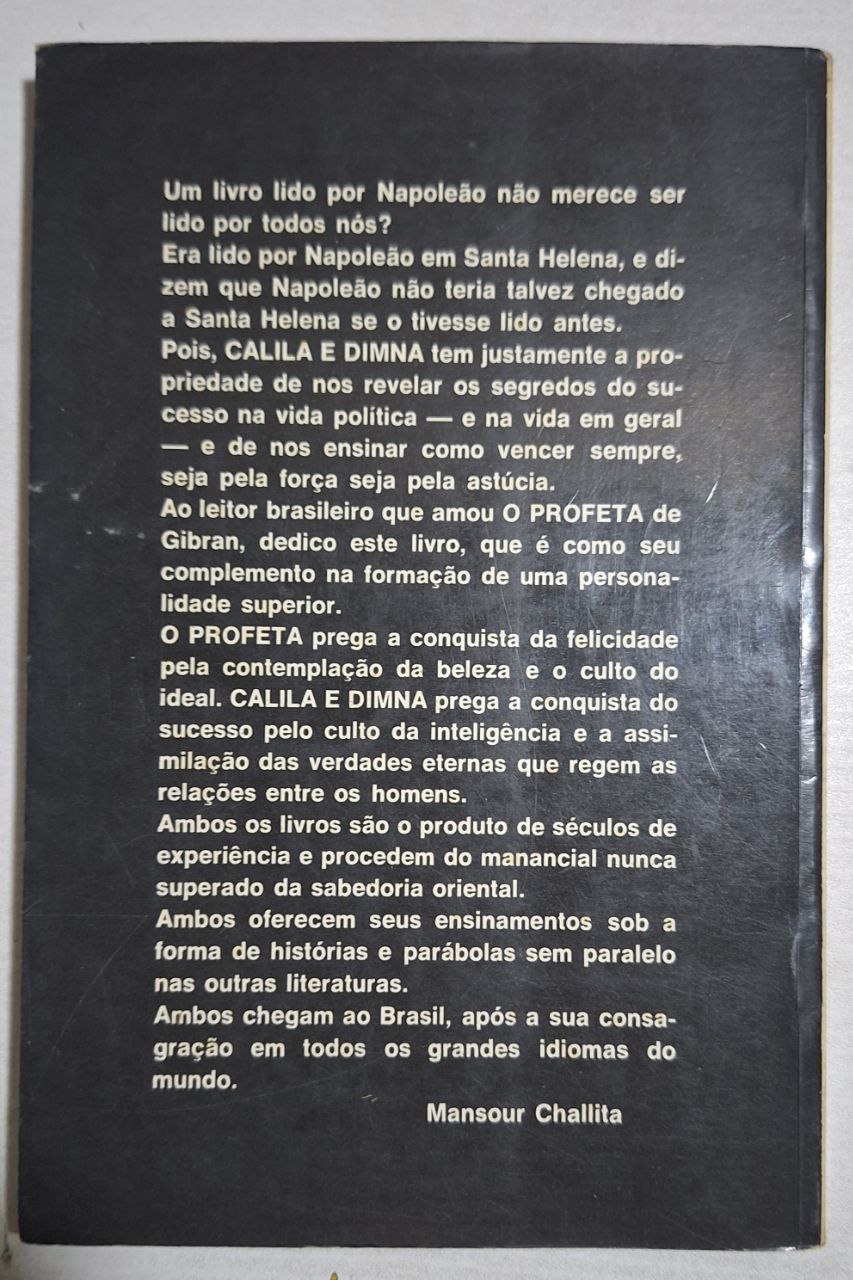 Um livro lido por Napoleão não merece ser
lido por todos nós?
Era lido por Napoleão em Santa Helena, e di-
zem que Napoleão não teria talvez chegado
a Santa Helena se o tivesse lido antes.
Pois, CALILA E DIMNA tem justamente a pro-
priedade de nos revelar os segredos do su-
cesso na vida política — e na vida em geral
— e de nos ensinar como vencer sempre,
seja pela força seja pela astúcia.
Ao leitor brasileiro que amou O PROFETA de
Gibran, dedico este livro, que é como seu
complemento na formação de uma persona-
lidade superior.
O PROFETA prega a conquista da felicidade
pela contemplação da beleza e o culto do
ideal. CALILA E DIMNA prega a conquista do
sucesso pelo culto da inteligência e a assi-
milação das verdades eternas que regem as
relações entre os homens.
Ambos os livros são o produto de séculos de
experiência e procedem do manancial nunca
superado da sabedoria oriental.
Ambos oferecem seus ensinamentos sob a
forma de histórias e parábolas sem paralelo
nas outras literaturas.
Ambos chegam ao Brasil, após a sua consa-
gração em todos os grandes idiomas do
mundo.
Mansour Challita